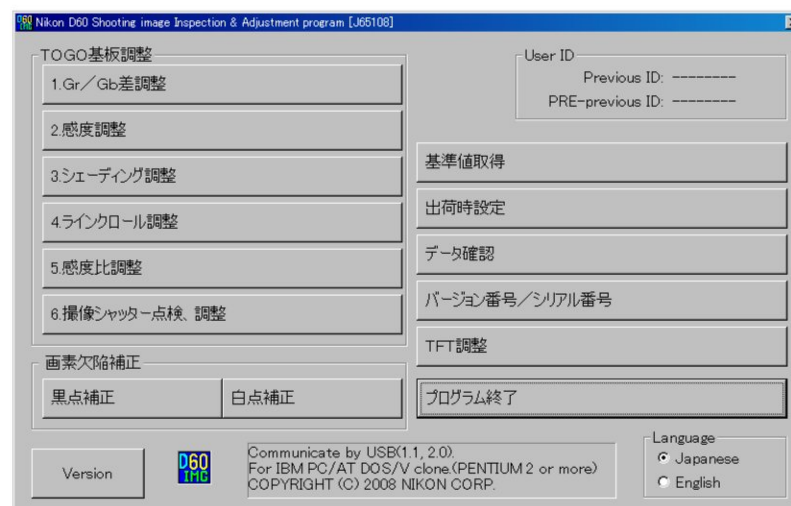 Nikon D60 Shooting image Inspection & Adjustment program [J65108]
TOGO基板調整
1.Gr／Gb差調整
2.感度調整
3.シェーディング調整
4.ラインクロール調整
5.感度比調整
6.撮像シャッター点検、調整
画素欠陥補正
黒点補正
白点補正
User ID
Previous ID: --------
PRE-previous ID: --------
基準値取得
出荷時設定
データ確認
バージョン番号／シリアル番号
TFT調整
プログラム終了
Version
D60
IMG
Communicate by USB(1.1, 2.0).
For IBM PC/AT DOS/V clone.(PENTIUM 2 or more)
COPYRIGHT (C) 2008 NIKON CORP.
Language
Japanese
English